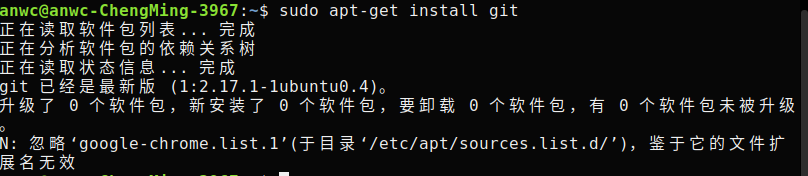 anwc@anwc-ChengMing-3967:~$ sudo apt-get install git
正在读取软件包列表... 完成
正在分析软件包的依赖关系树
正在读取状态信息... 完成
git 已经是最新版 (1:2.17.1-1ubuntu0.4)。
升级了 0 个软件包，新安装了 0 个软件包，要卸载 0 个软件包，有 0 个软件包未被升级
。
N: 忽略‘google-chrome.list.1’(于目录‘/etc/apt/sources.list.d/’)，鉴于它的文件扩
展名无效